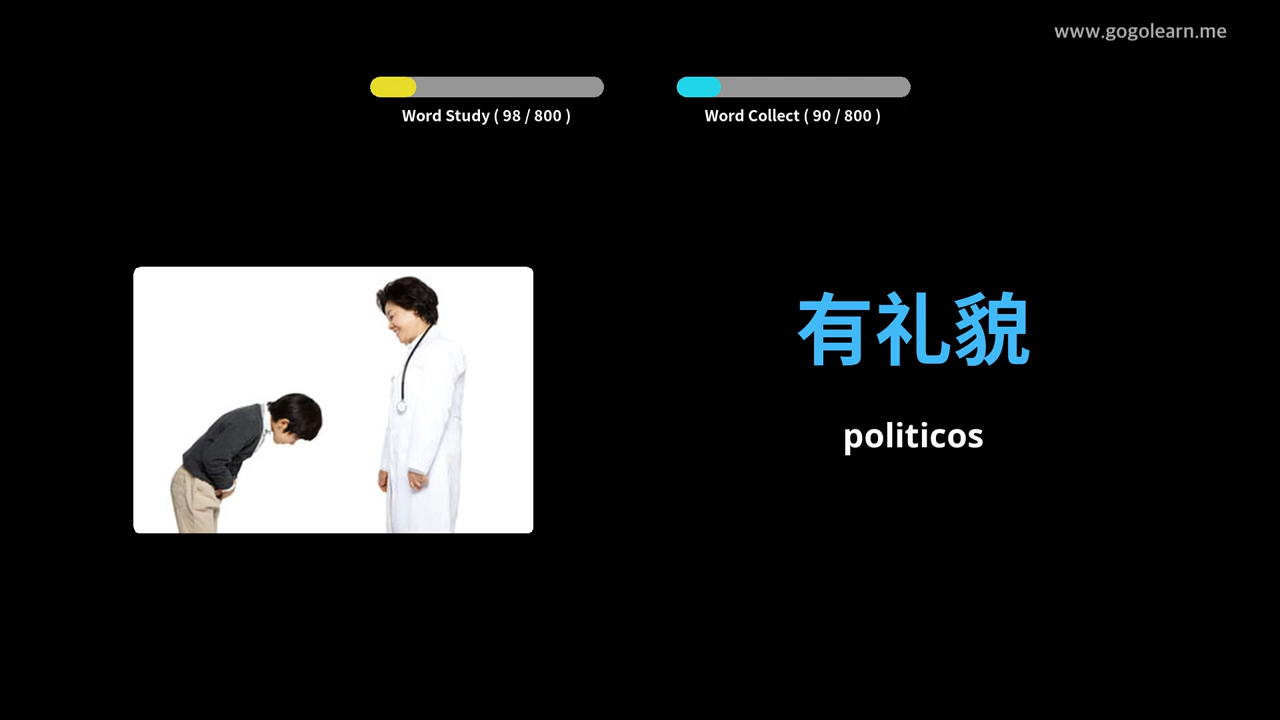 www.gogolearn.me
Word Study ( 98 / 800 )
Word Collect ( 90 / 800 )
有礼貌
politicos